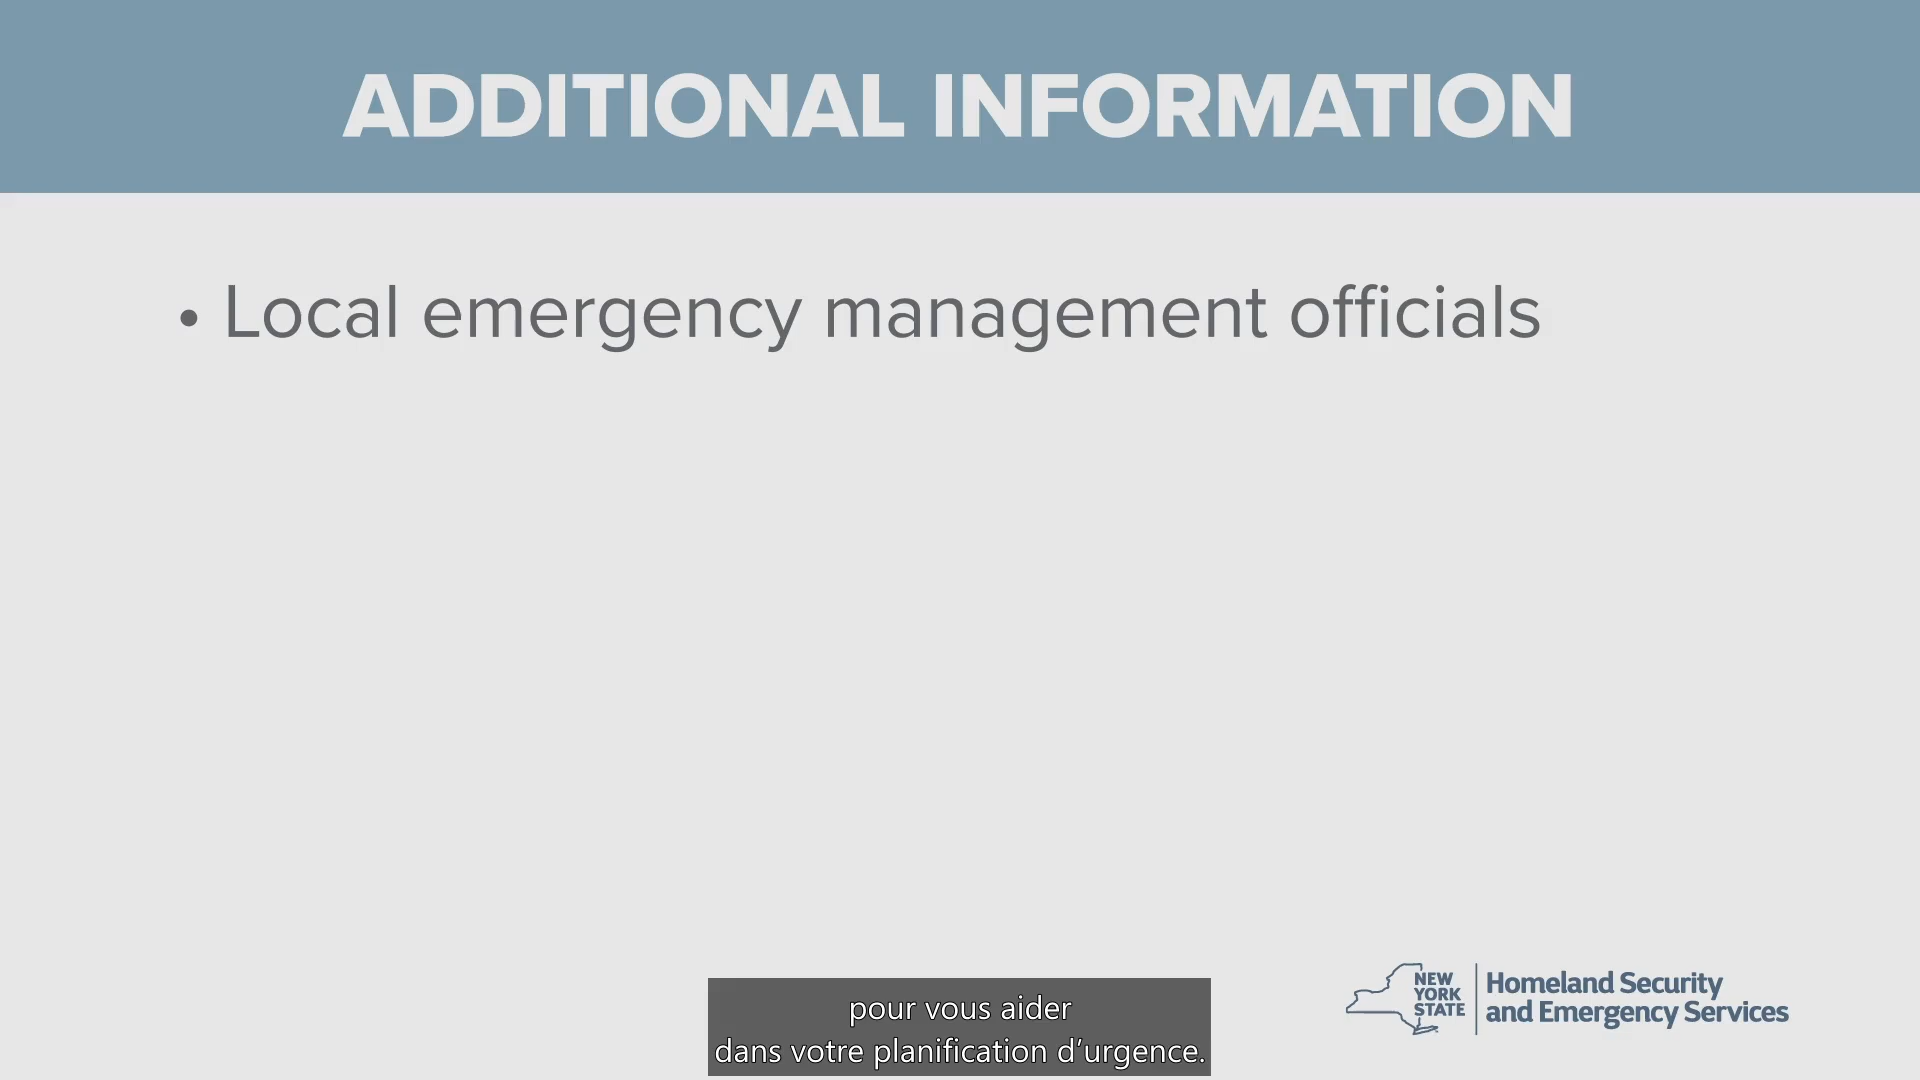 ADDITIONAL INFORMATION
• Local emergency management officials
pour vous aider
dans votre planification d’urgence.
NEW
YORK
STATE
Homeland Security
and Emergency Services